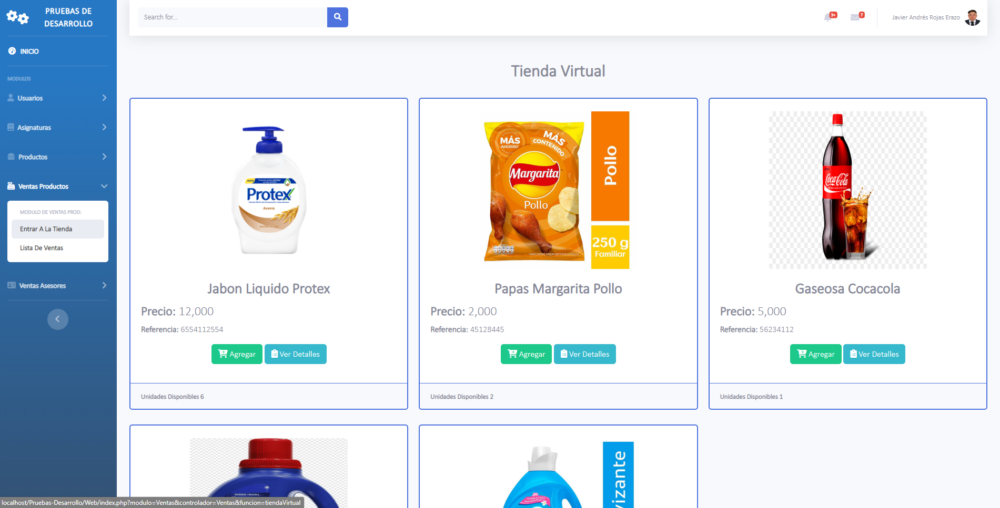 PRUEBAS DE
DESARROLLO
INICIO
MODULOS
Usuarios
Asignaturas
Productos
Ventas Productos
MODULO DE VENTAS PROD:
Entrar A La Tienda
Lista De Ventas
Ventas Asesores
Search for...
3+
7
Javier Andrés Rojas Erazo
Tienda Virtual
Protex
Avena
Jabon Liquido Protex
Precio: 12,000
Referencia: 6554112554
Agregar
Ver Detalles
Unidades Disponibles 6
MÁS
AHORRO
MÁS
CONTENIDO
Margarita
Pollo
Pollo
250 g
Familiar
Papas Margarita Pollo
Precio: 2,000
Referencia: 45128445
Agregar
Ver Detalles
Unidades Disponibles 2
Coca-Cola
Gaseosa Cocacola
Precio: 5,000
Referencia: 56234112
Agregar
Ver Detalles
Unidades Disponibles 1
RINDE IGUAL
vizante
localhost/Pruebas-Desarrollo/Web/index.php?modulo=Ventas&controlador=Ventas&funcion=tiendaVirtual